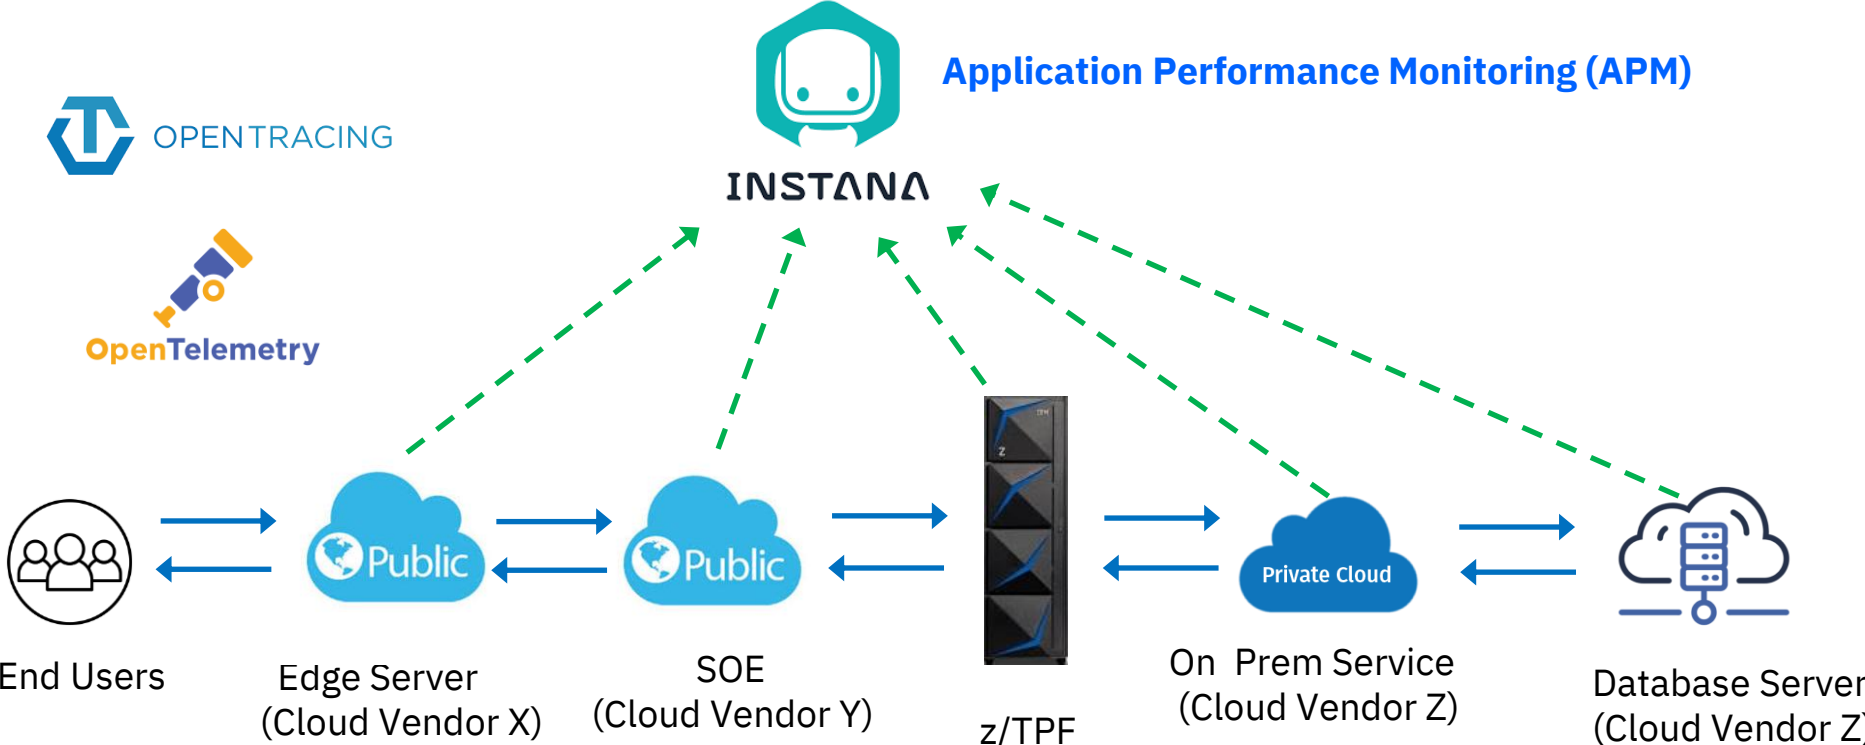 Application Performance Monitoring (APM)
OPENTRACING
INSTANA
OpenTelemetry
IBM
Z
Public
Public
Private Cloud
End Users
Edge Server
(Cloud Vendor X)
SOE
(Cloud Vendor Y)
z/TPF
On  Prem Service
(Cloud Vendor Z)
Database Server
(Cloud Vendor Z)